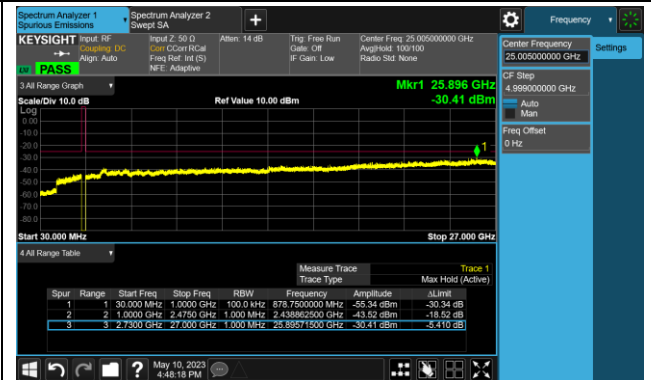 Spectrum Analyzer 1
Spurious Emissions
Spectrum Analyzer 2
Swept SA
Frequency
KEYSIGHT
Input: RF
Coupling: DC
Align: Auto
Input Z: 50 Ω
Corr CCorr RCal
Freq Ref: Int (S)
NFE: Adaptive
Atten: 14 dB
Trig: Free Run
Gate: Off
IF Gain: Low
Center Freq: 25.005000000 GHz
Avg|Hold: 100/100
Radio Std: None
PASS
Center Frequency
25.005000000 GHz
Settings
CF Step
4.999000000 GHz
Auto
Man
Freq Offset
0 Hz
3 All Range Graph
Mkr1 25.896 GHz
-30.41 dBm
Scale/Div 10.0 dB
Ref Value 10.00 dBm
Log
0.00
-10.0
-20.0
-30.0
-40.0
-50.0
-60.0
-70.0
-80.0
1
Start 30.000 MHz
Stop 27.000 GHz
4 All Range Table
Measure Trace Trace 1
Trace Type Max Hold (Active)
Spur Range Start Freq Stop Freq RBW Frequency Amplitude ΔLimit
1 1 30.000 MHz 1.0000 GHz 100.0 kHz 878.7500000 MHz -55.34 dBm -30.34 dB
2 2 1.0000 GHz 2.4750 GHz 1.000 MHz 2.438862500 GHz -43.52 dBm -18.52 dB
3 3 2.7300 GHz 27.000 GHz 1.000 MHz 25.89571500 GHz -30.41 dBm -5.410 dB
May 10, 2023
4:48:18 PM